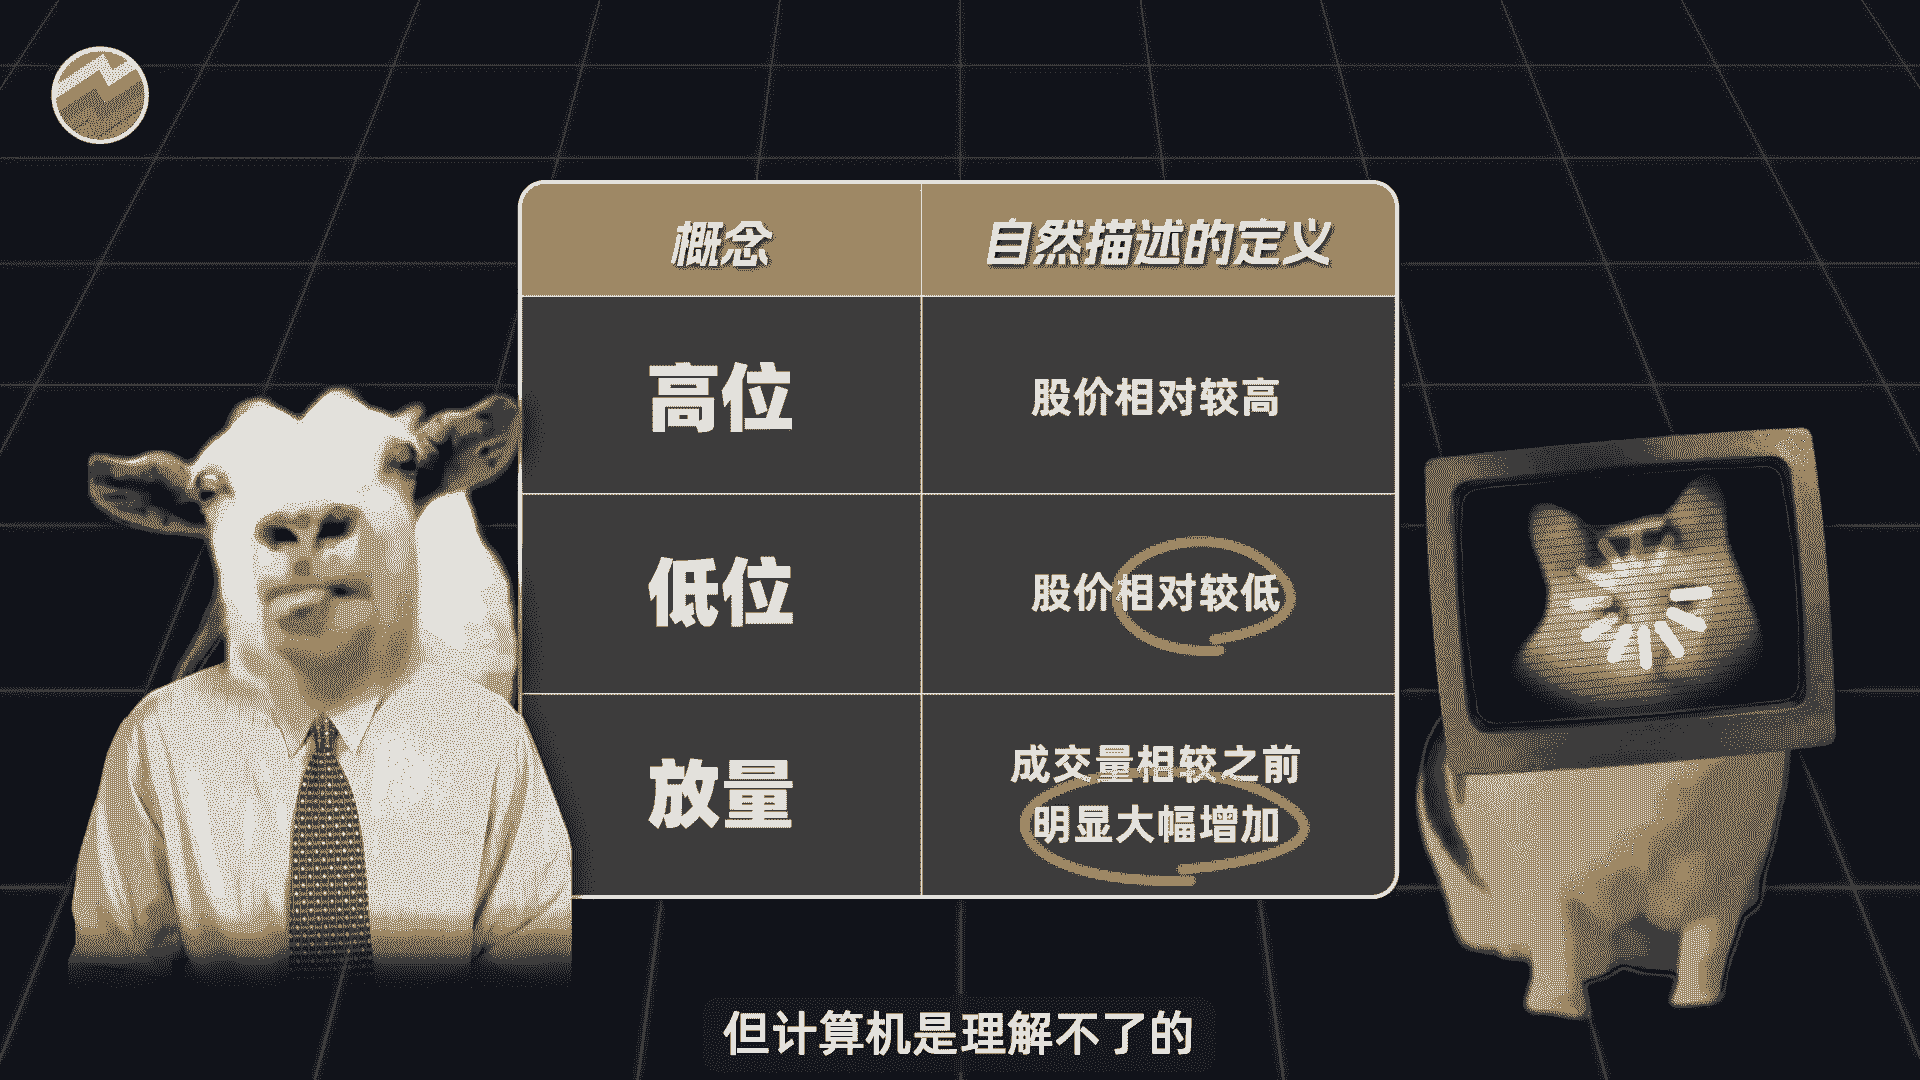 概念
自然描述的定义
高位
股价相对较高
低位
股价相对较低
放量
成交量相较之前
明显大幅增加
但计算机是理解不了的